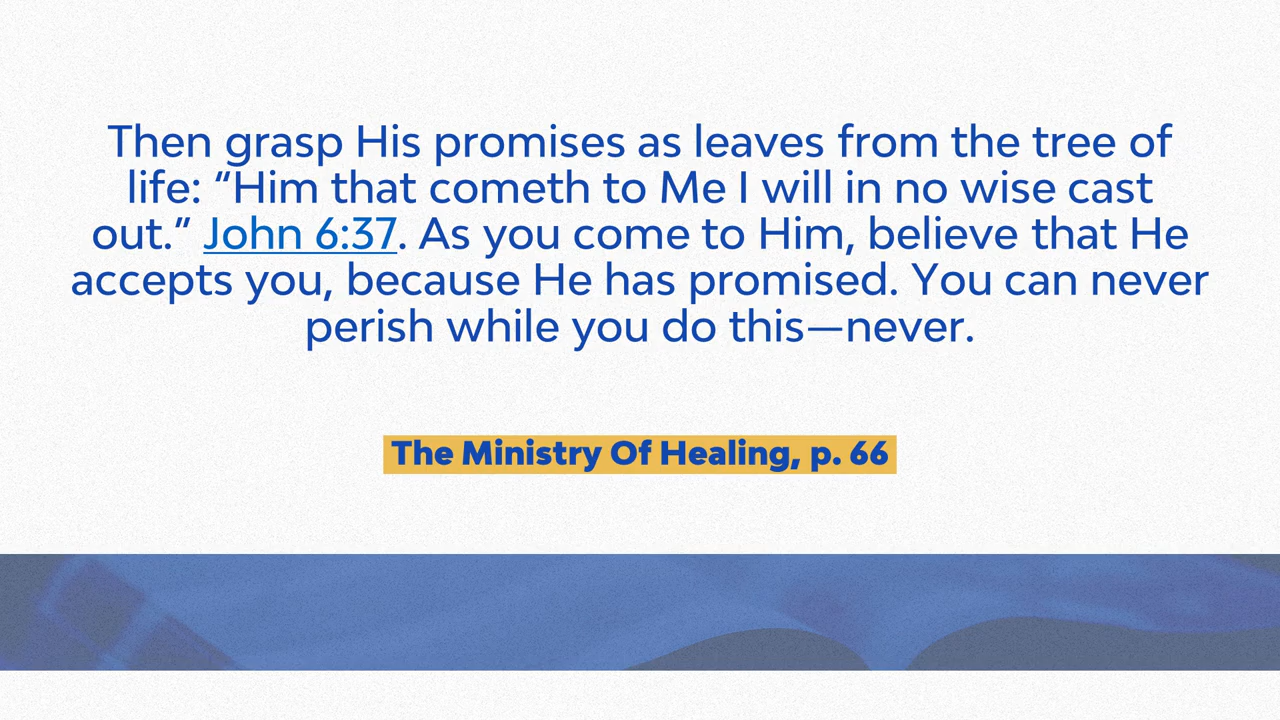 Then grasp His promises as leaves from the tree of
life: “Him that cometh to Me I will in no wise cast
out.” John 6:37. As you come to Him, believe that He
accepts you, because He has promised. You can never
perish while you do this—never.
The Ministry Of Healing, p. 66